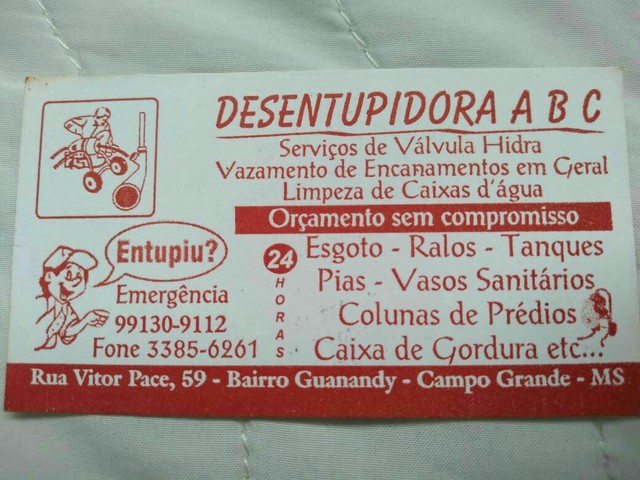 DESENTUPIDORA A B C
Serviços de Válvula Hidra
Vazamento de Encanamentos em Geral
Limpeza de Caixas d'água
Orçamento sem compromisso
Entupiu?
Emergência
99130-9112
Fone 3385-6261
24
HORAS
Esgoto - Ralos - Tanques
Pias - Vasos Sanitários
Colunas de Prédios
Caixa de Gordura etc...
Rua Vitor Pace, 59 - Bairro Guanandy - Campo Grande - MS